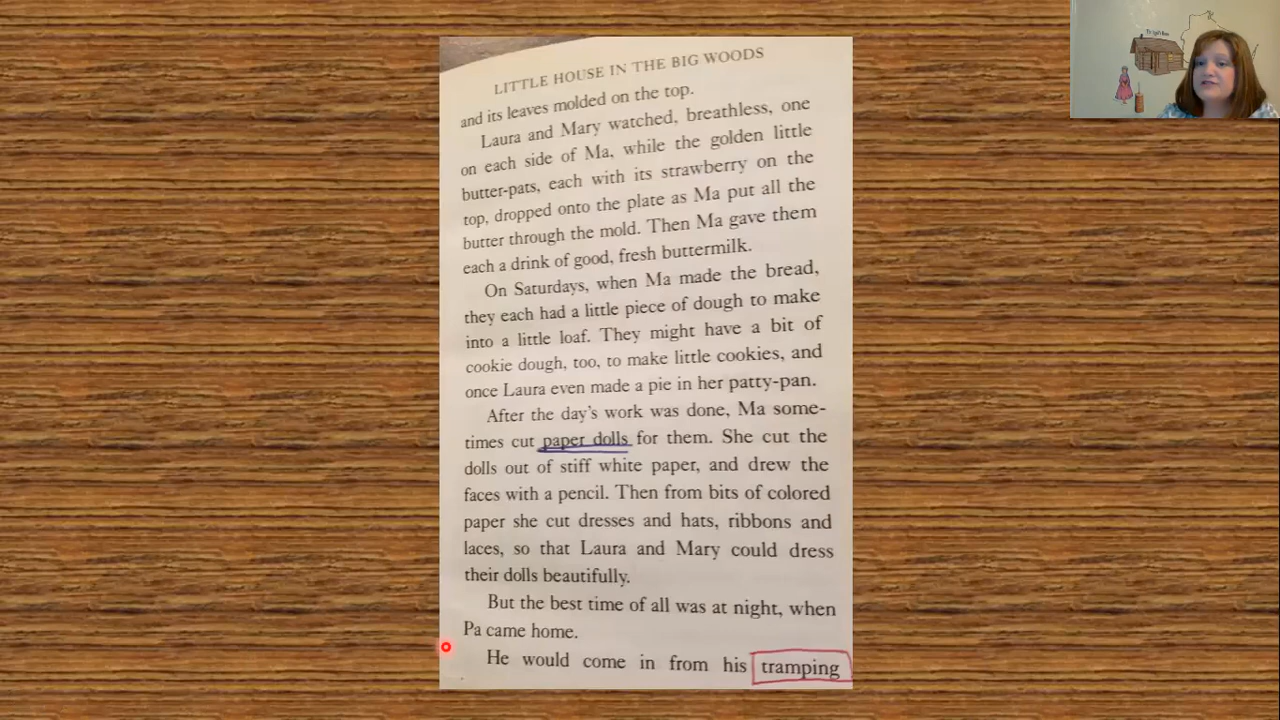 LITTLE HOUSE IN THE BIG WOODS
and its leaves molded on the top.
Laura and Mary watched, breathless, one
on each side of Ma, while the golden little
butter-pats, each with its strawberry on the
top, dropped onto the plate as Ma put all the
butter through the mold. Then Ma gave them
each a drink of good, fresh buttermilk.
On Saturdays, when Ma made the bread,
they each had a little piece of dough to make
into a little loaf. They might have a bit of
cookie dough, too, to make little cookies, and
once Laura even made a pie in her patty-pan.
After the day's work was done, Ma some-
times cut paper dolls for them. She cut the
dolls out of stiff white paper, and drew the
faces with a pencil. Then from bits of colored
paper she cut dresses and hats, ribbons and
laces, so that Laura and Mary could dress
their dolls beautifully.
But the best time of all was at night, when
Pa came home.
He would come in from his tramping